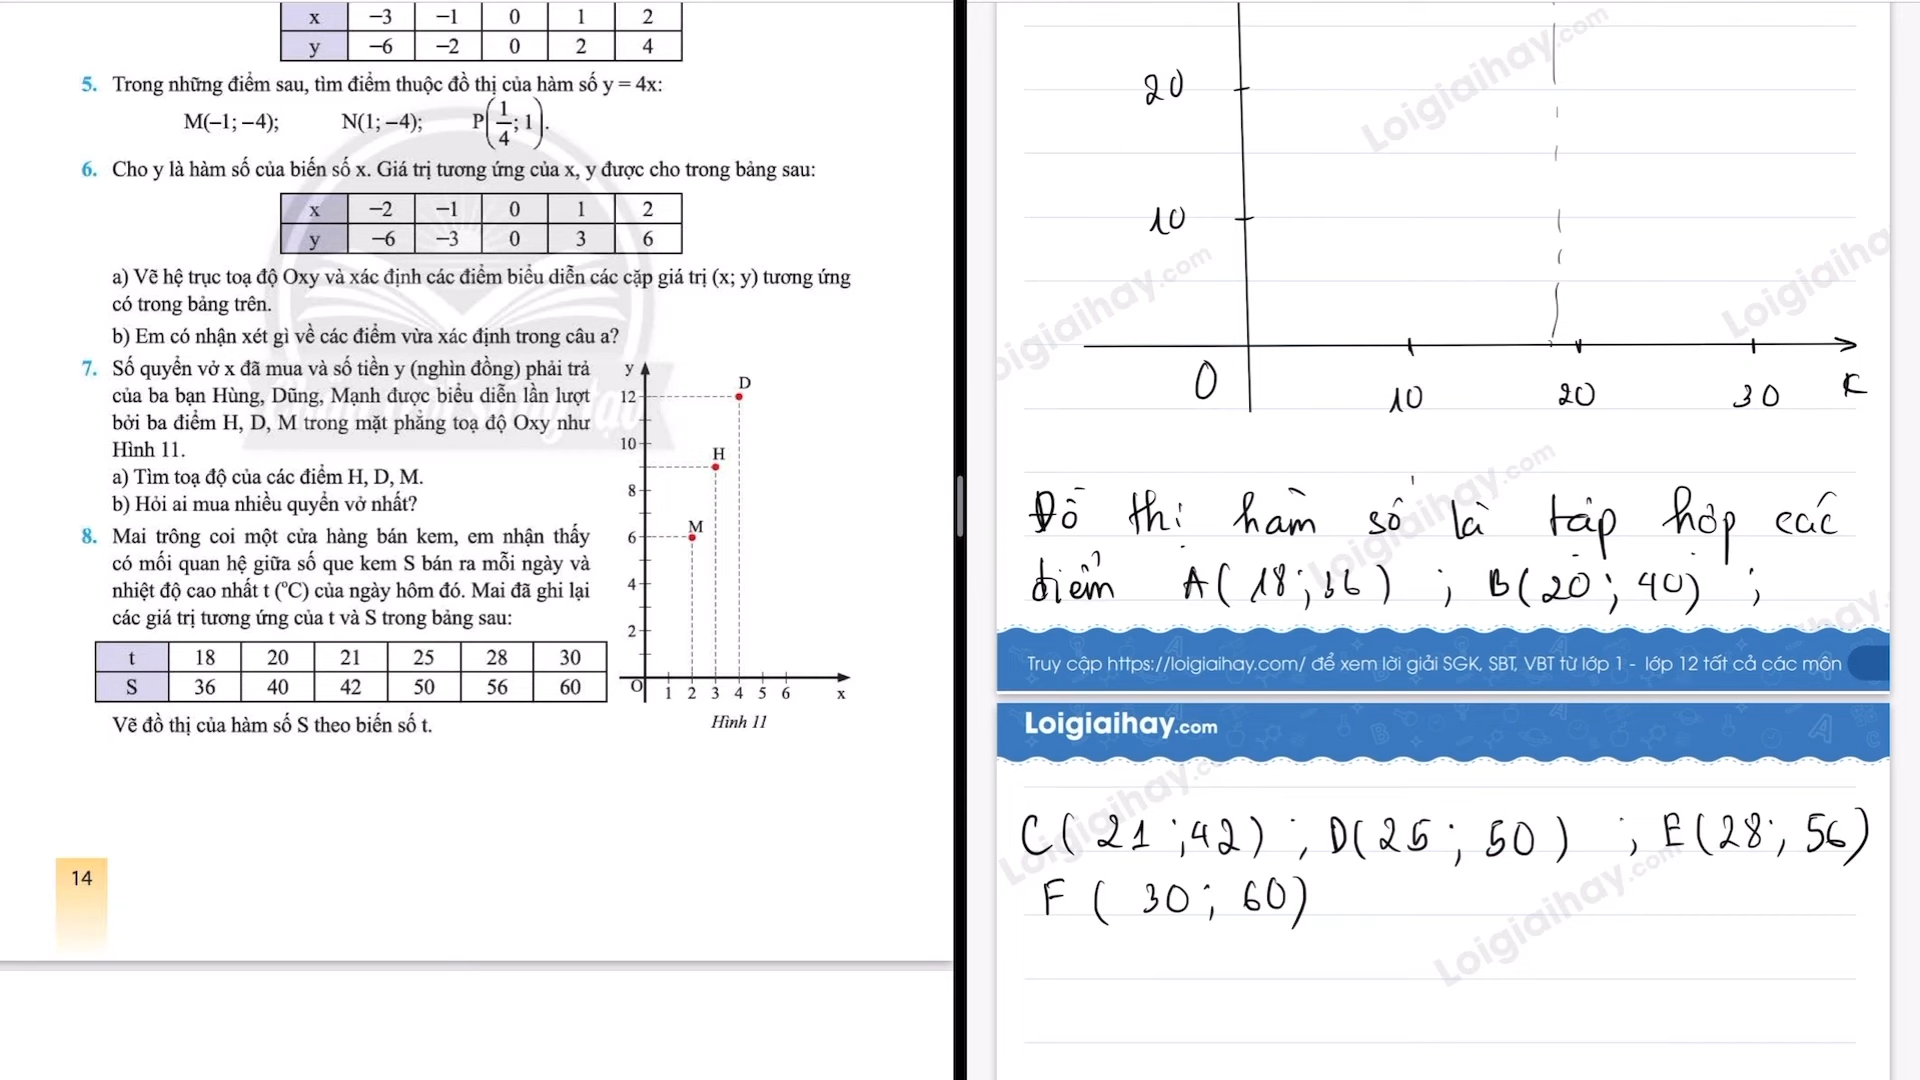 x −3 −1 0 1 2
y −6 −2 0 2 4
5. Trong những điểm sau, tìm điểm thuộc đồ thị của hàm số y = 4x:
M(−1; −4); N(1; −4); P(1/4; 1).
6. Cho y là hàm số của biến số x. Giá trị tương ứng của x, y được cho trong bảng sau:
x −2 −1 0 1 2
y −6 −3 0 3 6
a) Vẽ hệ trục toạ độ Oxy và xác định các điểm biểu diễn các cặp giá trị (x; y) tương ứng
có trong bảng trên.
b) Em có nhận xét gì về các điểm vừa xác định trong câu a?
7. Số quyển vở x đã mua và số tiền y (nghìn đồng) phải trả
của ba bạn Hùng, Dũng, Mạnh được biểu diễn lần lượt
bởi ba điểm H, D, M trong mặt phẳng toạ độ Oxy như
Hình 11.
a) Tìm toạ độ của các điểm H, D, M.
b) Hỏi ai mua nhiều quyển vở nhất?
8. Mai trông coi một cửa hàng bán kem, em nhận thấy
có mối quan hệ giữa số que kem S bán ra mỗi ngày và
nhiệt độ cao nhất t (°C) của ngày hôm đó. Mai đã ghi lại
các giá trị tương ứng của t và S trong bảng sau:
t 18 20 21 25 28 30
S 36 40 42 50 56 60
Vẽ đồ thị của hàm số S theo biến số t.
y
D
12
10
H
8
M
6
4
2
O 1 2 3 4 5 6 x
Hình 11
14
20
10
0 10 20 30
Đồ thị hàm số là tập hợp các
điểm A(18; 36) ; B(20; 40) ;
Truy cập https://loigiaihay.com/ để xem lời giải SGK, SBT, VBT từ lớp 1 - lớp 12 tất cả các môn
Loigiaihay.com
C(21; 42) ; D(25; 50) ; E(28; 56)
F (30; 60)
Loigiaihay.com
Loigiaihay.com
Loigiaihay.com
Loigiaihay.com
Loigiaihay.com